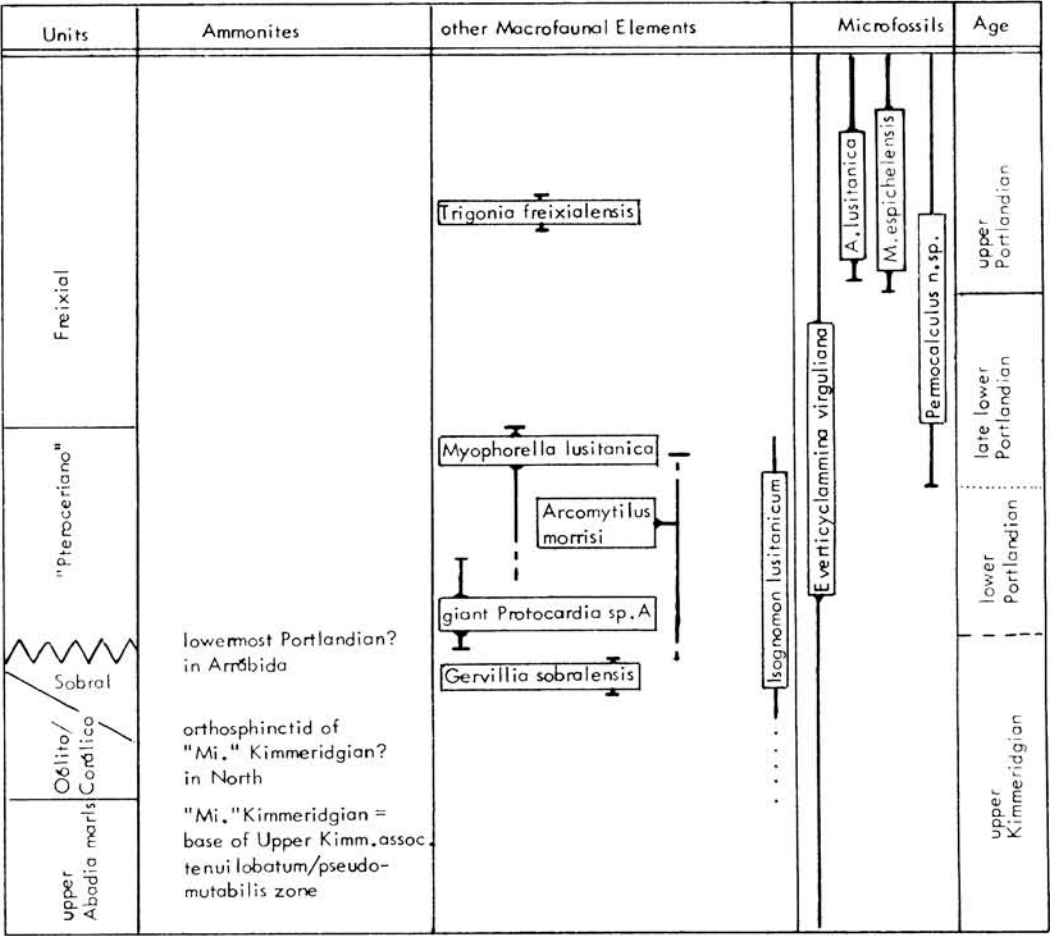 Units
Ammonites
other Macrofaunal Elements
Microfossils
Age
Freixial
"Pteroceriano"
Sobral
Oólito/
Corálico
upper
Abadia marls
lowermost Portlandian?
in Arrábida
orthosphinctid of
"Mi." Kimmeridgian?
in North
"Mi."Kimmeridgian =
base of Upper Kimm.assoc.
tenuilobatum/pseudo-
mutabilis zone
Trigonia freixialensis
Myophorella lusitanica
Arcomytilus
morrisi
giant Protocardia sp.A
Gervillia sobralensis
Isognomon lusitanicum
Everticyclammina virguliana
A.lusitanica
M.espichelensis
Permocalculus n.sp.
upper
Portlandian
late lower
Portlandian
lower
Portlandian
upper
Kimmeridgian